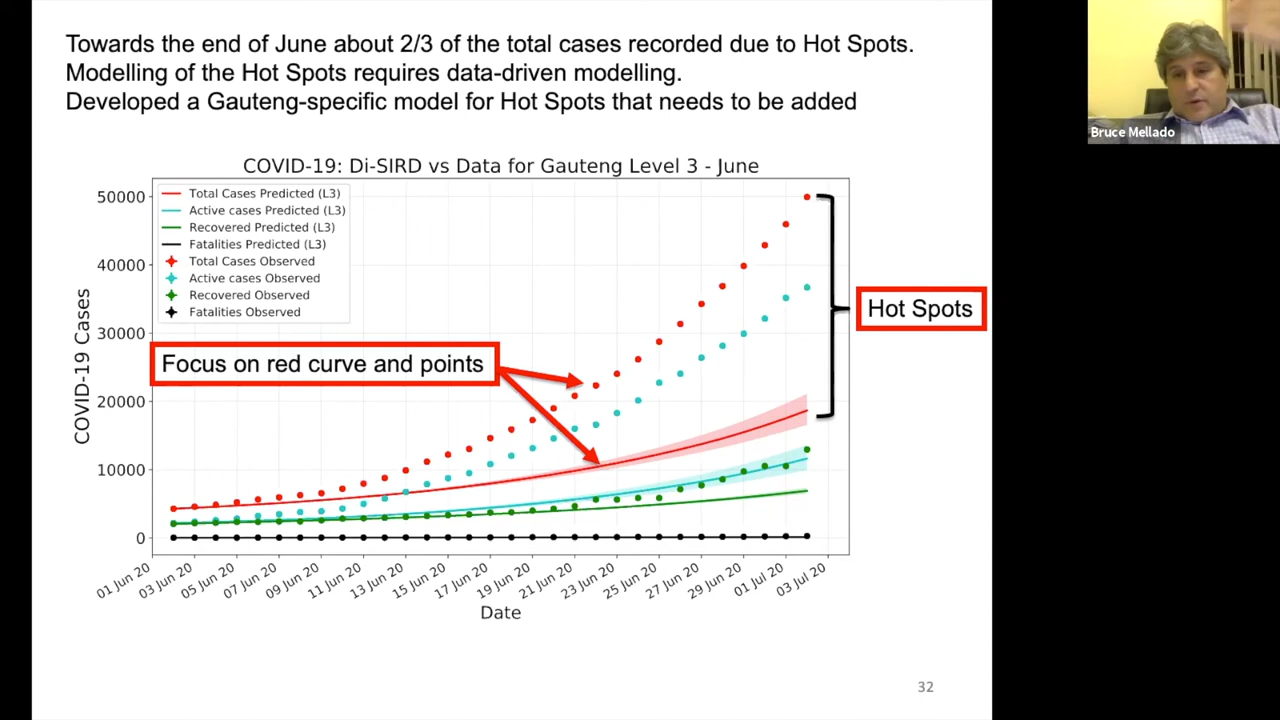 Towards the end of June about 2/3 of the total cases recorded due to Hot Spots.
Modelling of the Hot Spots requires data-driven modelling.
Developed a Gauteng-specific model for Hot Spots that needs to be added
Bruce Mellado
COVID-19: Di-SIRD vs Data for Gauteng Level 3 - June
Total Cases Predicted (L3)
Active cases Predicted (L3)
Recovered Predicted (L3)
Fatalities Predicted (L3)
Total Cases Observed
Active cases Observed
Recovered Observed
Fatalities Observed
50000
40000
30000
20000
10000
0
COVID-19 Cases
Focus on red curve and points
Hot Spots
01 Jun 20
03 Jun 20
05 Jun 20
07 Jun 20
09 Jun 20
11 Jun 20
13 Jun 20
15 Jun 20
17 Jun 20
19 Jun 20
21 Jun 20
23 Jun 20
25 Jun 20
27 Jun 20
29 Jun 20
01 Jul 20
03 Jul 20
Date
32